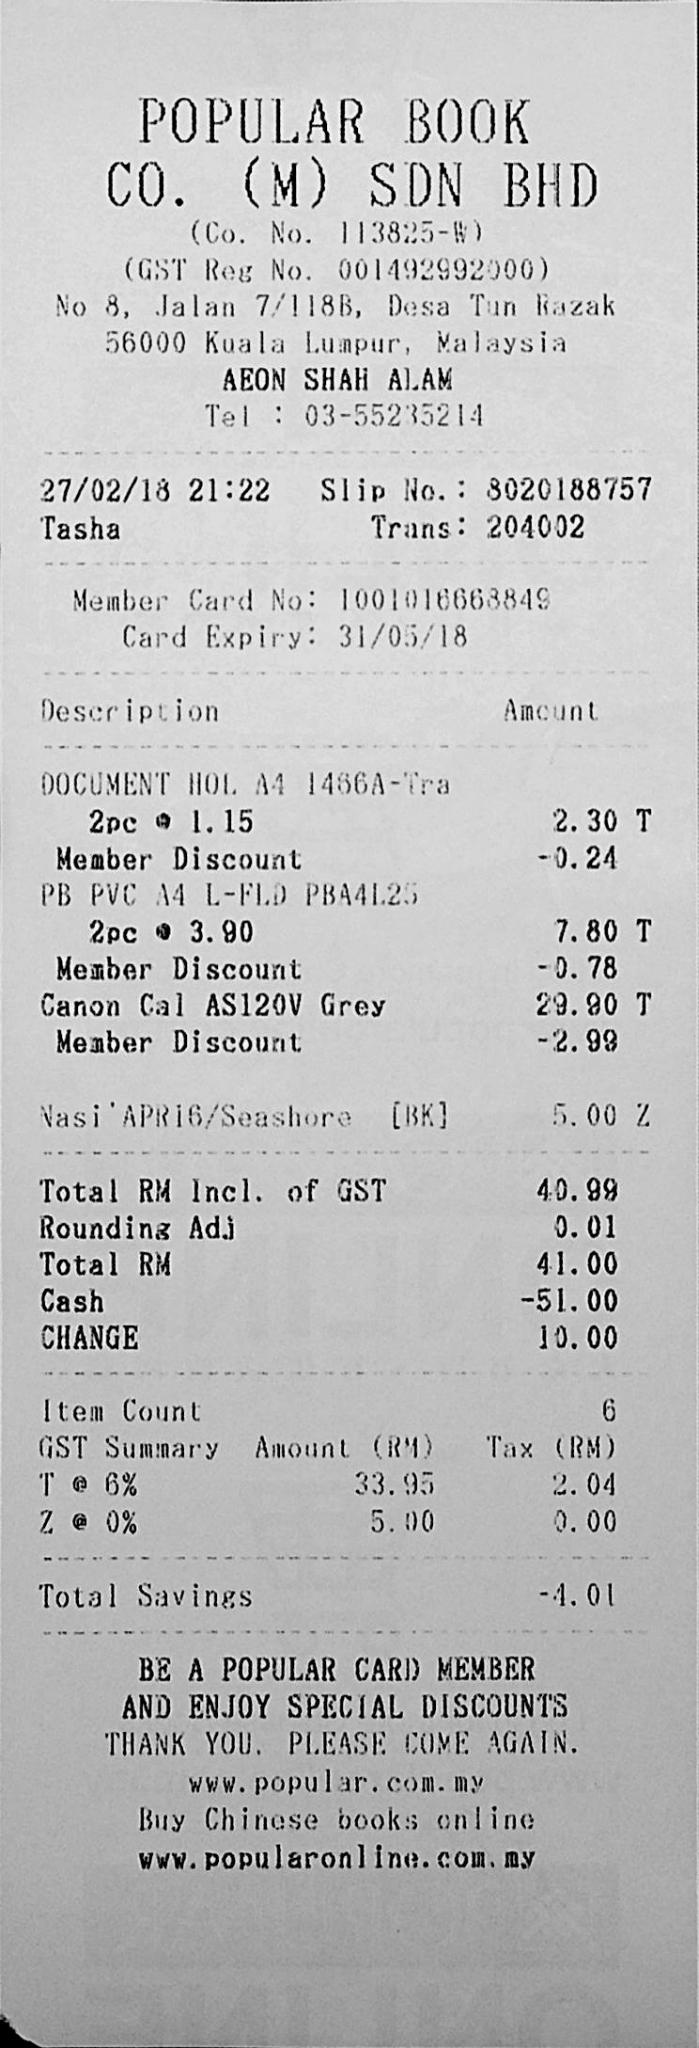 POPULAR BOOK
CO. (M) SDN BHD
(Co. No. 113825-W)
(GST Reg No. 001492992000)
No 8, Jalan 7/118B, Desa Tun Razak
56000 Kuala Lumpur, Malaysia
AEON SHAH ALAM
Tel : 03-55235214
27/02/18 21:22 Slip No.: 8020188757
Tasha Trans: 204002
Member Card No: 1001016668849
Card Expiry: 31/05/18
Description Amount
DOCUMENT HOL A4 1466A-Tra
2pc @ 1.15 2.30 T
Member Discount -0.24
PB PVC A4 L-FLD PBA4L25
2pc @ 3.90 7.80 T
Member Discount -0.78
Canon Cal AS120V Grey 29.90 T
Member Discount -2.99
Nasi'APR16/Seashore [BK] 5.00 Z
Total RM Incl. of GST 40.99
Rounding Adj 0.01
Total RM 41.00
Cash -51.00
CHANGE 10.00
Item Count 6
GST Summary Amount (RM) Tax (RM)
T @ 6% 33.95 2.04
Z @ 0% 5.00 0.00
Total Savings -4.01
BE A POPULAR CARD MEMBER
AND ENJOY SPECIAL DISCOUNTS
THANK YOU. PLEASE COME AGAIN.
www.popular.com.my
Buy Chinese books online
www.popularonline.com.my